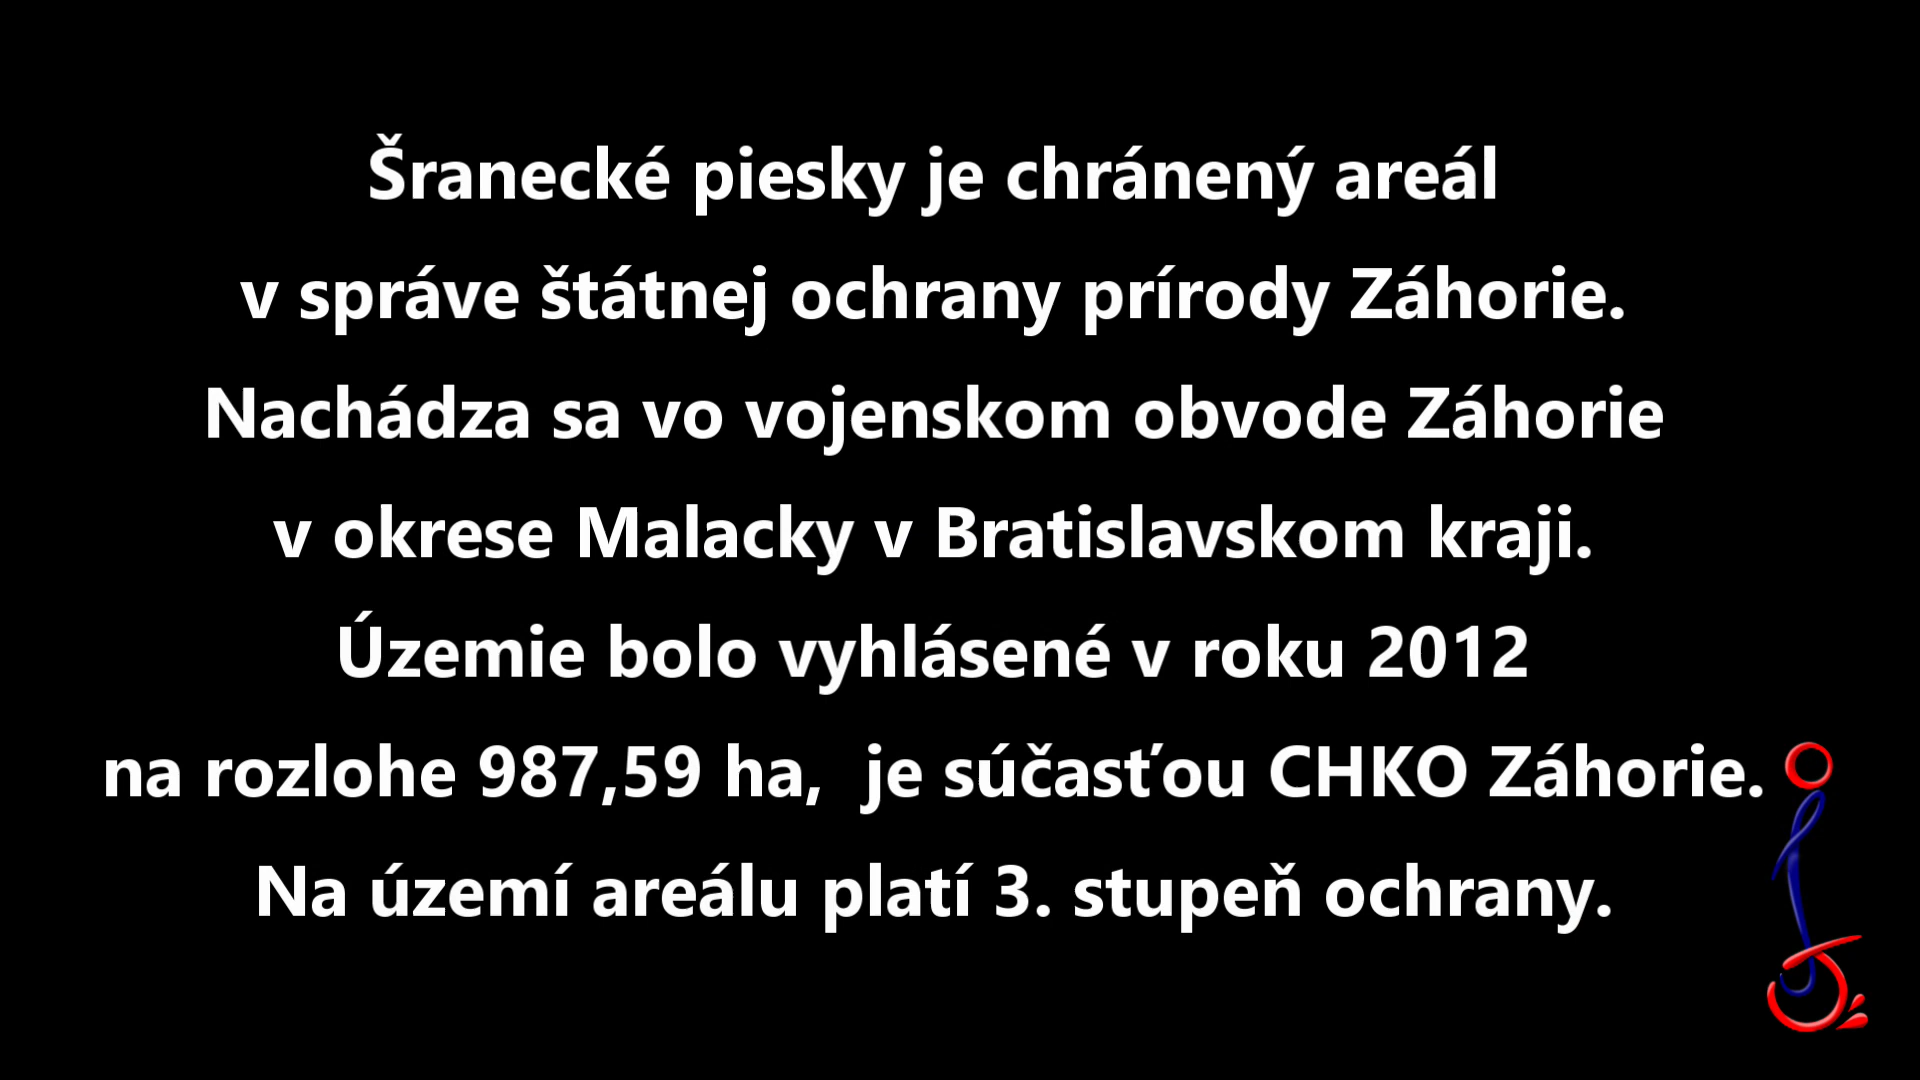 Šranecké piesky je chránený areál
v správe štátnej ochrany prírody Záhorie.
Nachádza sa vo vojenskom obvode Záhorie
v okrese Malacky v Bratislavskom kraji.
Územie bolo vyhlásené v roku 2012
na rozlohe 987,59 ha,  je súčasťou CHKO Záhorie.
Na území areálu platí 3. stupeň ochrany.